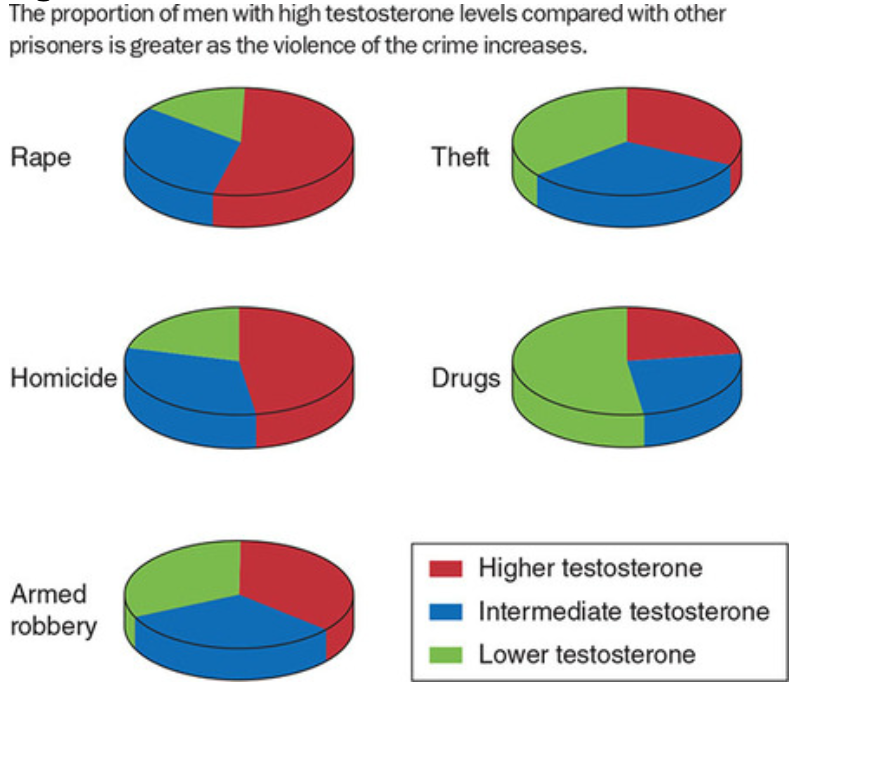 The proportion of men with high testosterone levels compared with other
prisoners is greater as the violence of the crime increases.
Rape
Theft
Homicide
Drugs
Armed
robbery
Higher testosterone
Intermediate testosterone
Lower testosterone